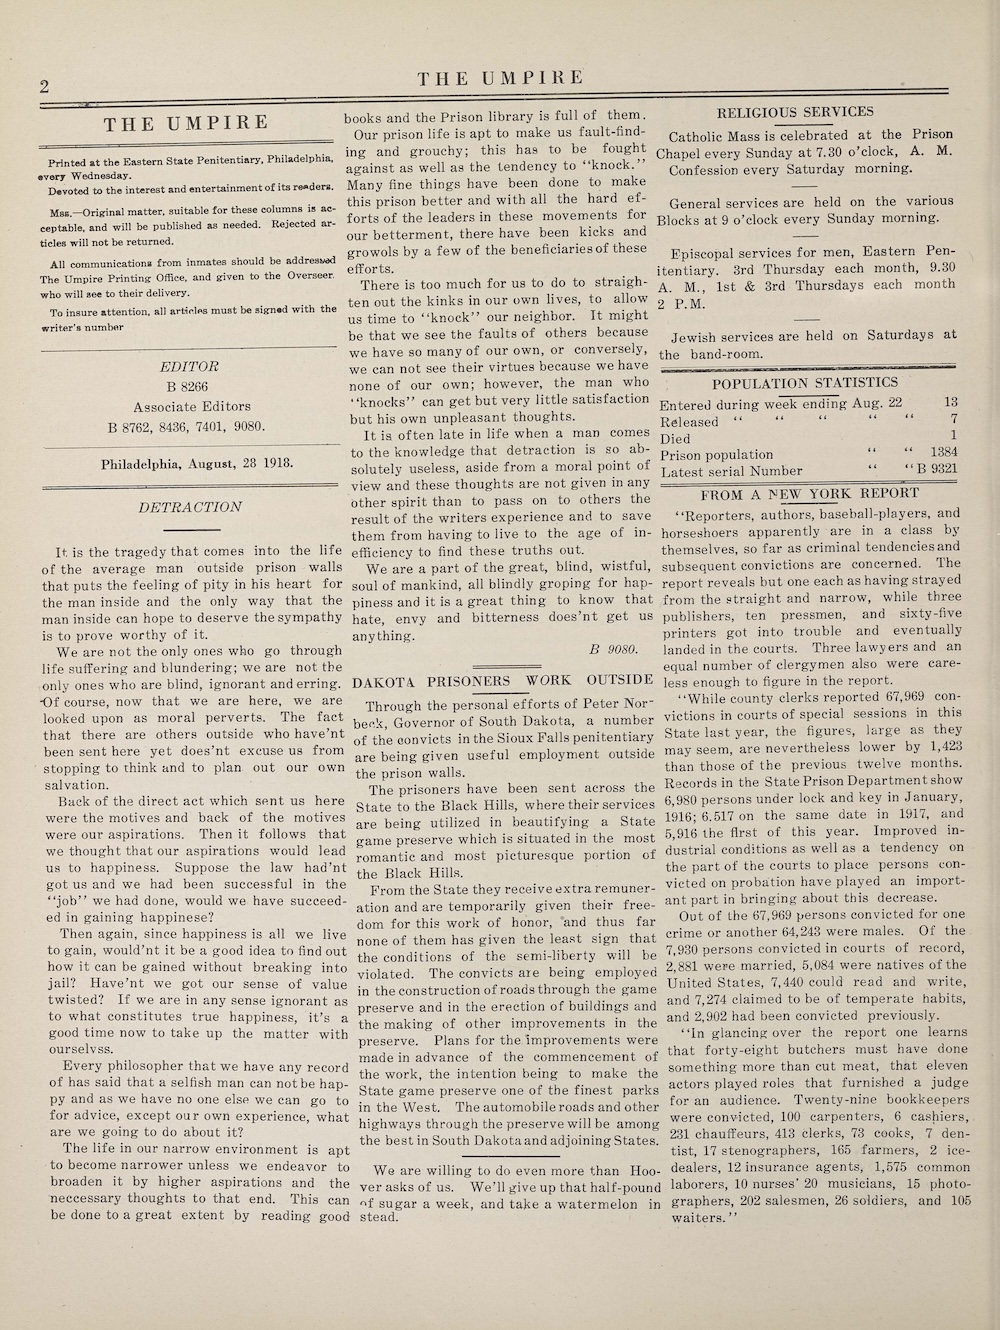 2
THE UMPIRE
THE UMPIRE
Printed at the Eastern State Penitentiary, Philadelphia,
every Wednesday.
Devoted to the interest and entertainment of its readers.
Mss.—Original matter, suitable for these columns is ac-
ceptable, and will be published as needed. Rejected ar-
ticles will not be returned.
All communications from inmates should be addressed
The Umpire Printing Office, and given to the Overseer.
who will see to their delivery.
To insure attention, all articles must be signed with the
writer's number
EDITOR
B 8266
Associate Editors
B 8762, 8436, 7401, 9080.
Philadelphia, August, 28 1918.
DETRACTION
It is the tragedy that comes into the life
of the average man outside prison walls
that puts the feeling of pity in his heart for
the man inside and the only way that the
man inside can hope to deserve the sympathy
is to prove worthy of it.
We are not the only ones who go through
life suffering and blundering; we are not the
only ones who are blind, ignorant and erring.
Of course, now that we are here, we are
looked upon as moral perverts. The fact
that there are others outside who have'nt
been sent here yet does'nt excuse us from
stopping to think and to plan out our own
salvation.
Back of the direct act which sent us here
were the motives and back of the motives
were our aspirations. Then it follows that
we thought that our aspirations would lead
us to happiness. Suppose the law had'nt
got us and we had been successful in the
"job" we had done, would we have succeed-
ed in gaining happinese?
Then again, since happiness is all we live
to gain, would'nt it be a good idea to find out
how it can be gained without breaking into
jail? Have'nt we got our sense of value
twisted? If we are in any sense ignorant as
to what constitutes true happiness, it's a
good time now to take up the matter with
ourselvss.
Every philosopher that we have any record
of has said that a selfish man can not be hap-
py and as we have no one else we can go to
for advice, except our own experience, what
are we going to do about it?
The life in our narrow environment is apt
to become narrower unless we endeavor to
broaden it by higher aspirations and the
neccessary thoughts to that end. This can
be done to a great extent by reading good
books and the Prison library is full of them.
Our prison life is apt to make us fault-find-
ing and grouchy; this has to be fought
against as well as the tendency to "knock."
Many fine things have been done to make
this prison better and with all the hard ef-
forts of the leaders in these movements for
our betterment, there have been kicks and
growols by a few of the beneficiaries of these
efforts.
There is too much for us to do to straigh-
ten out the kinks in our own lives, to allow
us time to "knock" our neighbor. It might
be that we see the faults of others because
we have so many of our own, or conversely,
we can not see their virtues because we have
none of our own; however, the man who
"knocks" can get but very little satisfaction
but his own unpleasant thoughts.
It is often late in life when a man comes
to the knowledge that detraction is so ab-
solutely useless, aside from a moral point of
view and these thoughts are not given in any
other spirit than to pass on to others the
result of the writers experience and to save
them from having to live to the age of in-
efficiency to find these truths out.
We are a part of the great, blind, wistful,
soul of mankind, all blindly groping for hap-
piness and it is a great thing to know that
hate, envy and bitterness does'nt get us
anything.
B 9080.
DAKOTA PRISONERS WORK OUTSIDE
Through the personal efforts of Peter Nor-
beck, Governor of South Dakota, a number
of the convicts in the Sioux Falls penitentiary
are being given useful employment outside
the prison walls.
The prisoners have been sent across the
State to the Black Hills, where their services
are being utilized in beautifying a State
game preserve which is situated in the most
romantic and most picturesque portion of
the Black Hills.
From the State they receive extra remuner-
ation and are temporarily given their free-
dom for this work of honor, and thus far
none of them has given the least sign that
the conditions of the semi-liberty will be
violated. The convicts are being employed
in the construction of roads through the game
preserve and in the erection of buildings and
the making of other improvements in the
preserve. Plans for the improvements were
made in advance of the commencement of
the work, the intention being to make the
State game preserve one of the finest parks
in the West. The automobile roads and other
highways through the preserve will be among
the best in South Dakota and adjoining States.
We are willing to do even more than Hoo-
ver asks of us. We'll give up that half-pound
of sugar a week, and take a watermelon in
stead.
RELIGIOUS SERVICES
Catholic Mass is celebrated at the Prison
Chapel every Sunday at 7.30 o'clock, A. M.
Confession every Saturday morning.
General services are held on the various
Blocks at 9 o'clock every Sunday morning.
Episcopal services for men, Eastern Pen-
itentiary. 3rd Thursday each month, 9.30
A. M., 1st & 3rd Thursdays each month
2 P.M.
Jewish services are held on Saturdays at
the band-room.
POPULATION STATISTICS
Entered during week ending Aug. 22 13
Released " " " " " 7
Died 1
Prison population " " 1384
Latest serial Number " " B 9321
FROM A NEW YORK REPORT
"Reporters, authors, baseball-players, and
horseshoers apparently are in a class by
themselves, so far as criminal tendencies and
subsequent convictions are concerned. The
report reveals but one each as having strayed
from the straight and narrow, while three
publishers, ten pressmen, and sixty-five
printers got into trouble and eventually
landed in the courts. Three lawyers and an
equal number of clergymen also were care-
less enough to figure in the report.
"While county clerks reported 67,969 con-
victions in courts of special sessions in this
State last year, the figures, large as they
may seem, are nevertheless lower by 1,423
than those of the previous twelve months.
Records in the State Prison Department show
6,980 persons under lock and key in January,
1916; 6.517 on the same date in 1917, and
5,916 the first of this year. Improved in-
dustrial conditions as well as a tendency on
the part of the courts to place persons con-
victed on probation have played an import-
ant part in bringing about this decrease.
Out of the 67,969 persons convicted for one
crime or another 64,243 were males. Of the
7,930 persons convicted in courts of record,
2,881 were married, 5,084 were natives of the
United States, 7,440 could read and write,
and 7,274 claimed to be of temperate habits,
and 2,902 had been convicted previously.
"In glancing over the report one learns
that forty-eight butchers must have done
something more than cut meat, that eleven
actors played roles that furnished a judge
for an audience. Twenty-nine bookkeepers
were convicted, 100 carpenters, 6 cashiers,
231 chauffeurs, 413 clerks, 73 cooks, 7 den-
tist, 17 stenographers, 165 farmers, 2 ice-
dealers, 12 insurance agents, 1,575 common
laborers, 10 nurses' 20 musicians, 15 photo-
graphers, 202 salesmen, 26 soldiers, and 105
waiters."